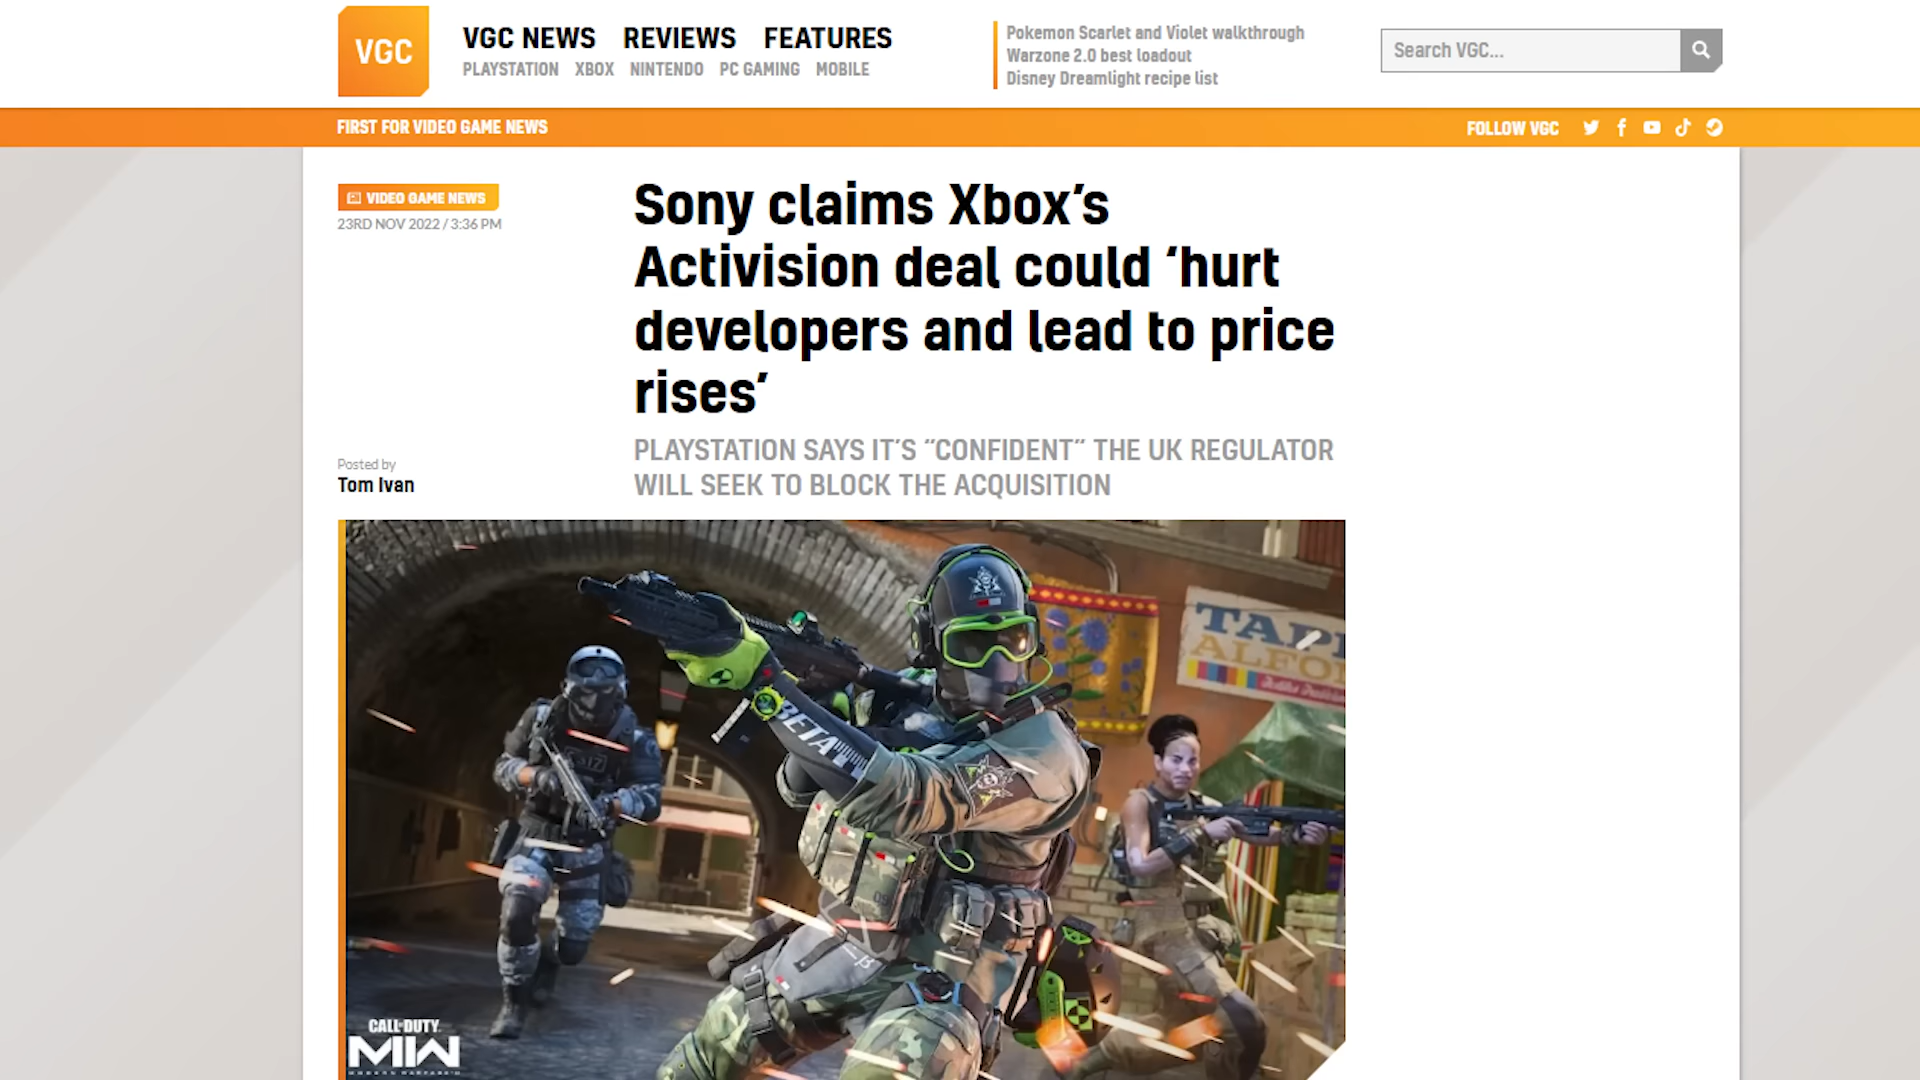 VGC
VGC NEWS REVIEWS FEATURES
PLAYSTATION XBOX NINTENDO PC GAMING MOBILE
Pokemon Scarlet and Violet walkthrough
Warzone 2.0 best loadout
Disney Dreamlight recipe list
Search VGC...
FIRST FOR VIDEO GAME NEWS
FOLLOW VGC
VIDEO GAME NEWS
23RD NOV 2022 / 3:36 PM
Sony claims Xbox’s
Activision deal could ‘hurt
developers and lead to price
rises’
PLAYSTATION SAYS IT’S “CONFIDENT” THE UK REGULATOR
WILL SEEK TO BLOCK THE ACQUISITION
Posted by
Tom Ivan
BETA
CALL OF DUTY
MW
MODERN WARFARE II